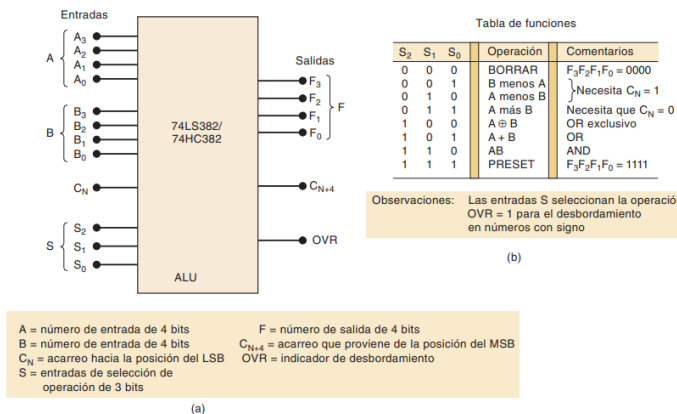 Entradas
A
A3
A2
A1
A0
B
B3
B2
B1
B0
CN
S
S2
S1
S0
74LS382/
74HC382
ALU
Salidas
F3
F2
F1
F0
F
CN+4
OVR
A = número de entrada de 4 bits
B = número de entrada de 4 bits
CN = acarreo hacia la posición del LSB
S = entradas de selección de
operación de 3 bits
F = número de salida de 4 bits
CN+4 = acarreo que proviene de la posición del MSB
OVR = indicador de desbordamiento
(a)
Tabla de funciones
S2 S1 S0 Operación Comentarios
0 0 0 BORRAR F3F2F1F0 = 0000
0 0 1 B menos A
0 1 0 A menos B
Necesita CN = 1
0 1 1 A más B Necesita que CN = 0
1 0 0 A ⊕ B OR exclusivo
1 0 1 A + B OR
1 1 0 AB AND
1 1 1 PRESET F3F2F1F0 = 1111
Observaciones: Las entradas S seleccionan la operació
OVR = 1 para el desbordamiento
en números con signo
(b)